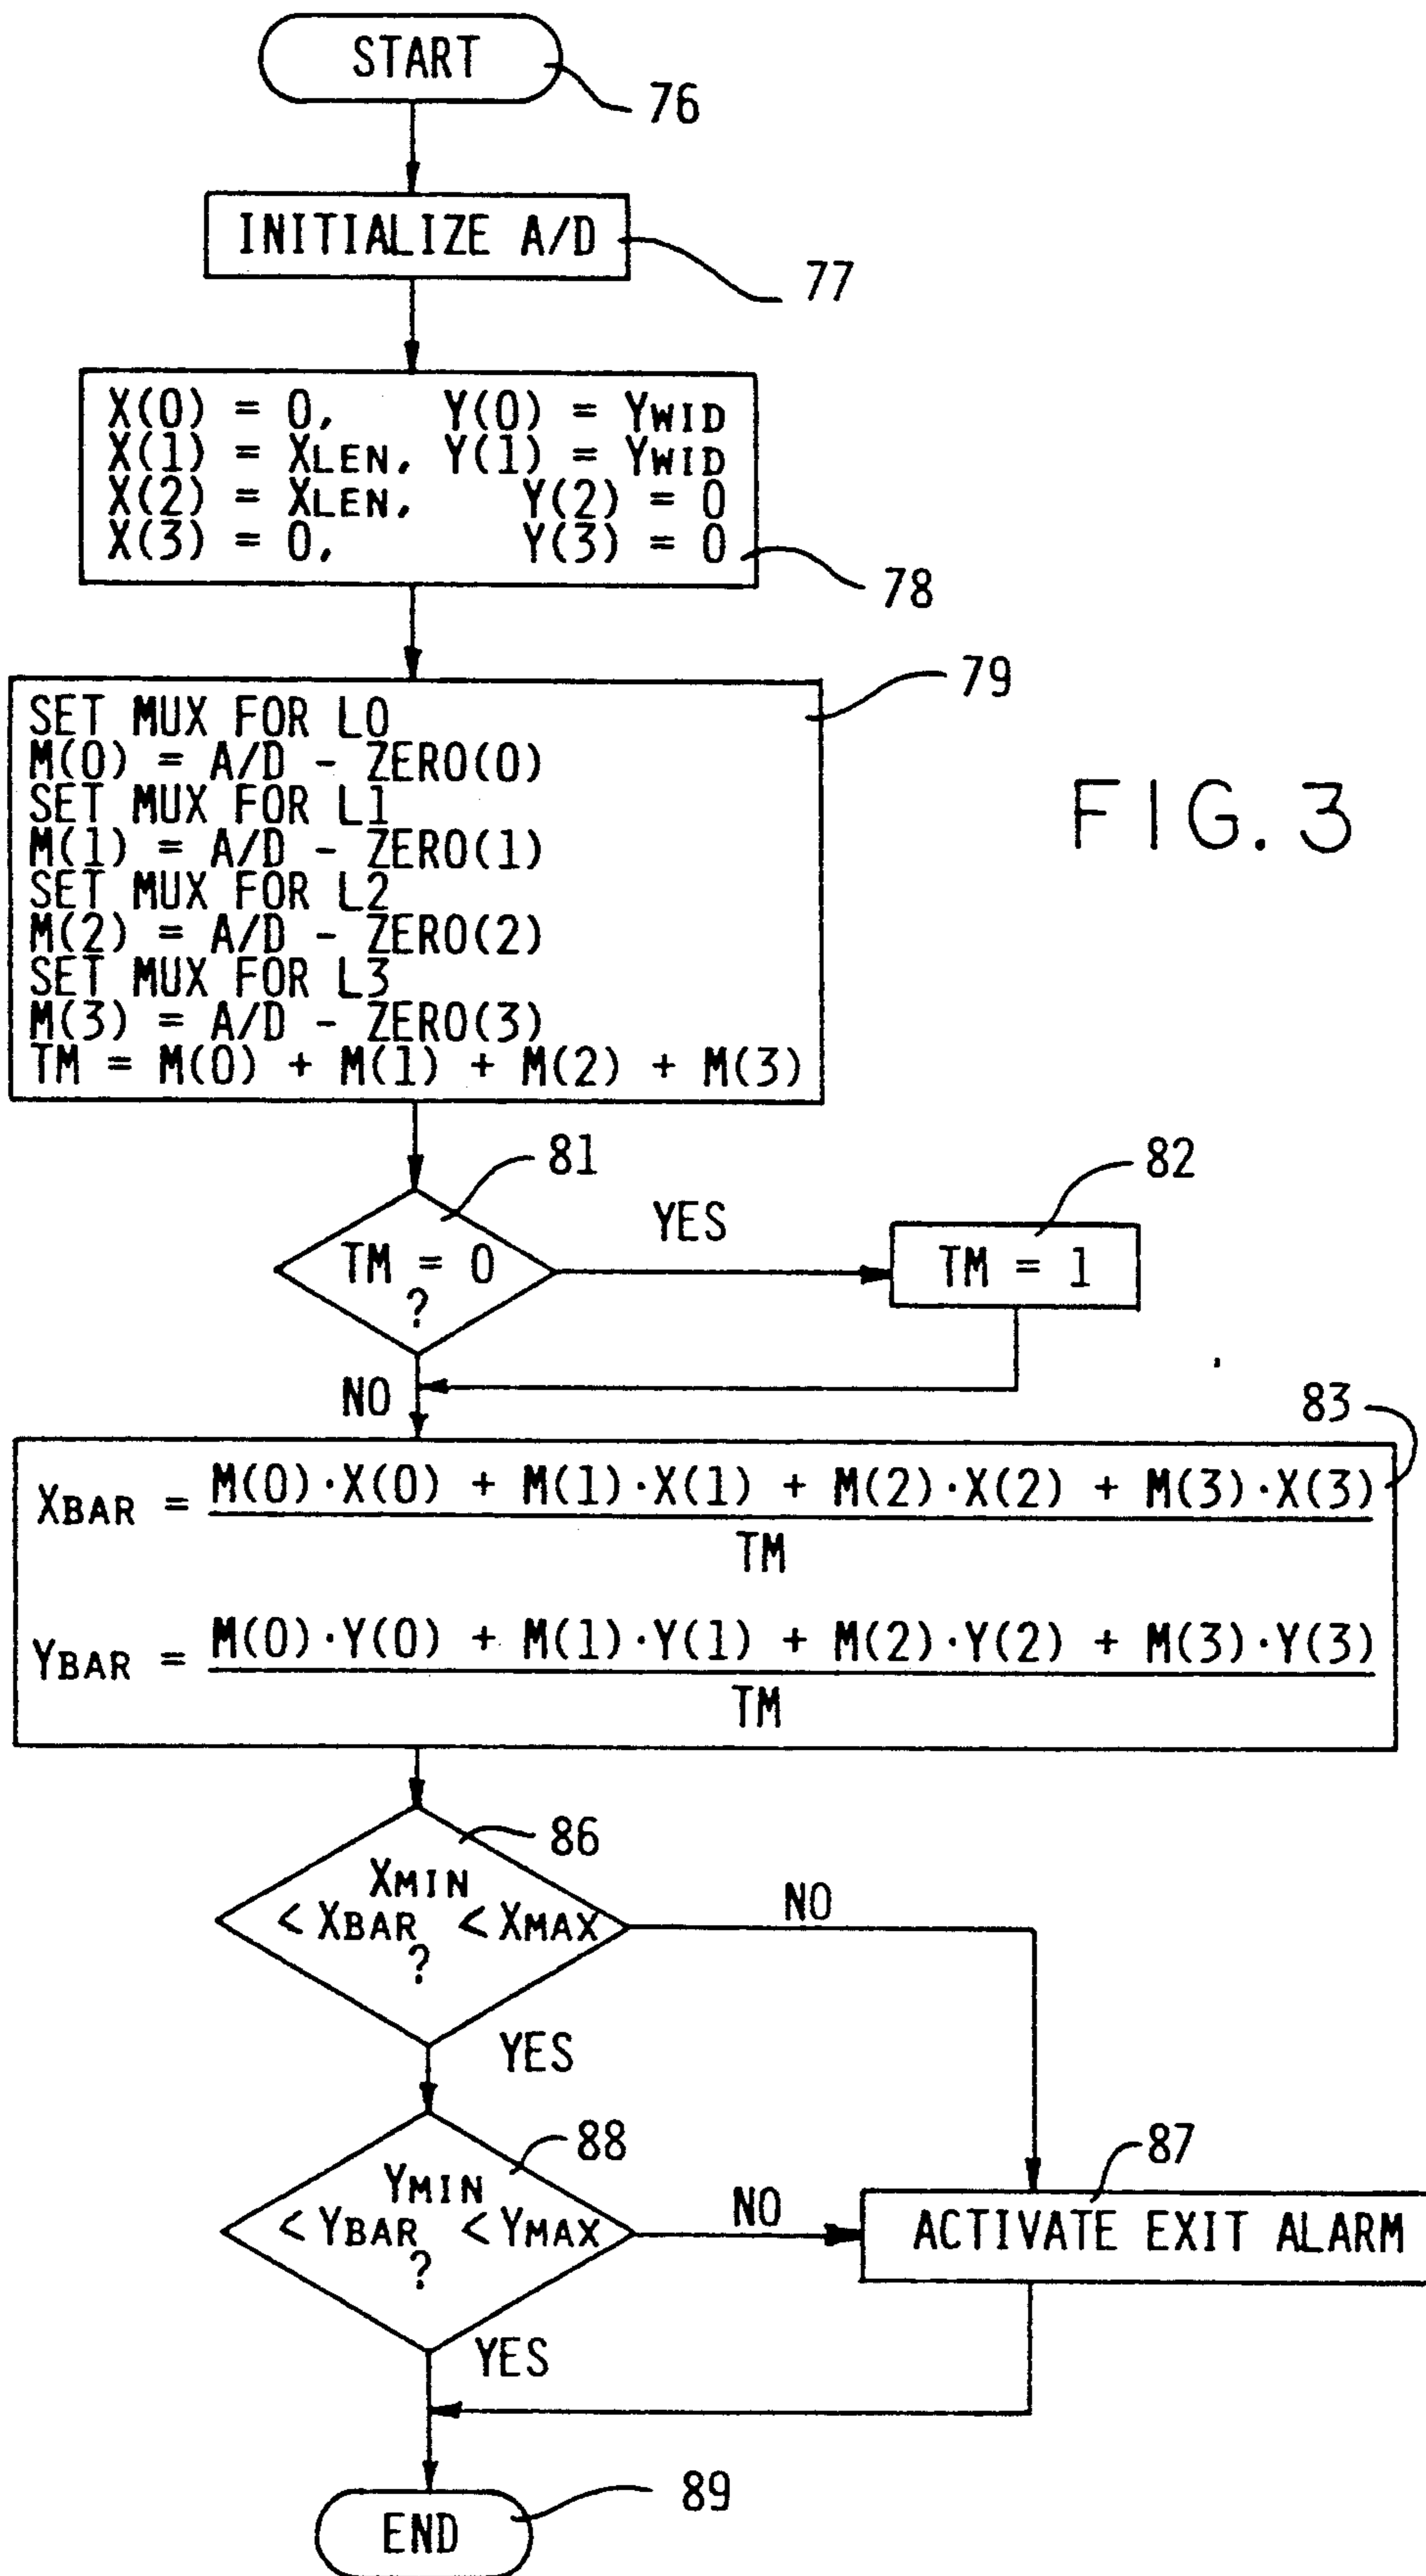 START
76
INITIALIZE A/D
77
X(0) = 0, Y(0) = YWID
X(1) = XLEN, Y(1) = YWID
X(2) = XLEN, Y(2) = 0
X(3) = 0, Y(3) = 0
78
79
SET MUX FOR L0
M(0) = A/D - ZERO(0)
SET MUX FOR L1
M(1) = A/D - ZERO(1)
SET MUX FOR L2
M(2) = A/D - ZERO(2)
SET MUX FOR L3
M(3) = A/D - ZERO(3)
TM = M(0) + M(1) + M(2) + M(3)
FIG. 3
81
TM = 0
?
YES
82
TM = 1
NO
83
XBAR = M(0)·X(0) + M(1)·X(1) + M(2)·X(2) + M(3)·X(3)
TM
YBAR = M(0)·Y(0) + M(1)·Y(1) + M(2)·Y(2) + M(3)·Y(3)
TM
86
XMIN
< XBAR < XMAX
?
NO
YES
88
YMIN
< YBAR < YMAX
?
NO
87
ACTIVATE EXIT ALARM
YES
89
END